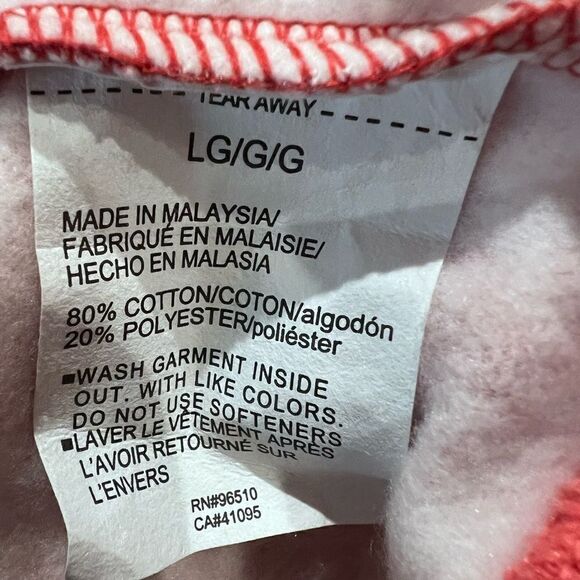 TEAR AWAY
LG/G/G
MADE IN MALAYSIA/
FABRIQUÉ EN MALAISIE/
HECHO EN MALASIA
80% COTTON/COTON/algodón
20% POLYESTER/poliéster
▪WASH GARMENT INSIDE
OUT. WITH LIKE COLORS.
DO NOT USE SOFTENERS
▪LAVER LE VÊTEMENT APRÈS
L'AVOIR RETOURNÉ SUR
L'ENVERS
RN#96510
CA#41095